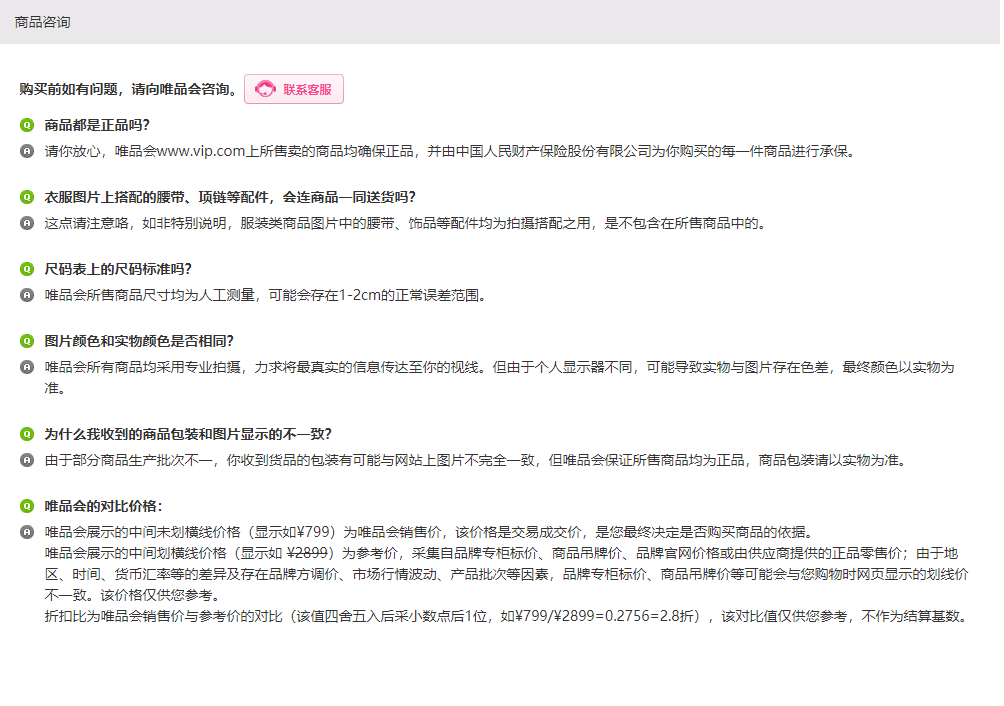 商品咨询
购买前如有问题，请向唯品会咨询。 联系客服
Q 商品都是正品吗？
A 请你放心，唯品会www.vip.com上所售卖的商品均确保正品，并由中国人民财产保险股份有限公司为你购买的每一件商品进行承保。
Q 衣服图片上搭配的腰带、项链等配件，会连商品一同送货吗？
A 这点请注意咯，如非特别说明，服装类商品图片中的腰带、饰品等配件均为拍摄搭配之用，是不包含在所售商品中的。
Q 尺码表上的尺码标准吗？
A 唯品会所售商品尺寸均为人工测量，可能会存在1-2cm的正常误差范围。
Q 图片颜色和实物颜色是否相同？
A 唯品会所有商品均采用专业拍摄，力求将最真实的信息传达至你的视线。但由于个人显示器不同，可能导致实物与图片存在色差，最终颜色以实物为
准。
Q 为什么我收到的商品包装和图片显示的不一致？
A 由于部分商品生产批次不一，你收到货品的包装有可能与网站上图片不完全一致，但唯品会保证所售商品均为正品，商品包装请以实物为准。
Q 唯品会的对比价格：
A 唯品会展示的中间未划横线价格（显示如¥799）为唯品会销售价，该价格是交易成交价，是您最终决定是否购买商品的依据。
唯品会展示的中间划横线价格（显示如 ¥2899）为参考价，采集自品牌专柜标价、商品吊牌价、品牌官网价格或由供应商提供的正品零售价；由于地
区、时间、货币汇率等的差异及存在品牌方调价、市场行情波动、产品批次等因素，品牌专柜标价、商品吊牌价等可能会与您购物时网页显示的划线价
不一致。该价格仅供您参考。
折扣比为唯品会销售价与参考价的对比（该值四舍五入后采小数点后1位，如¥799/¥2899=0.2756=2.8折），该对比值仅供您参考，不作为结算基数。